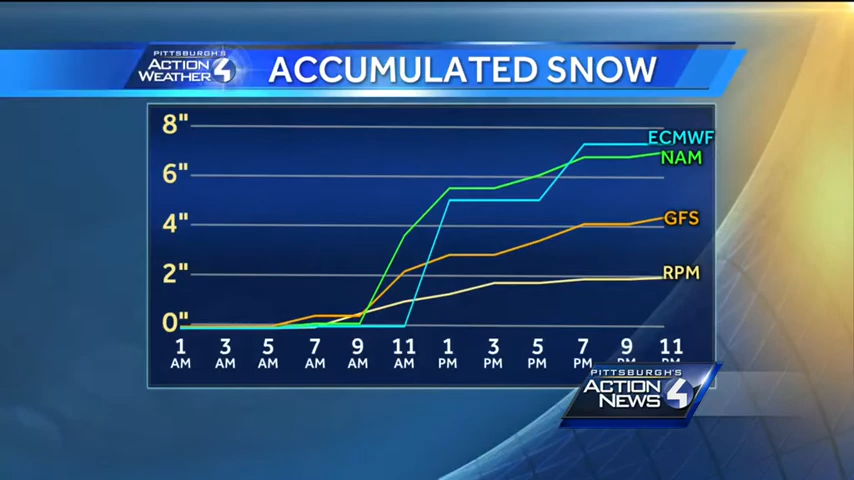 PITTSBURGH'S
ACTION
WEATHER 4
ACCUMULATED SNOW
8"
ECMWF
NAM
6"
GFS
4"
RPM
2"
0"
1 3 5 7 9 11 1 3 5 7 9 11
AM AM AM AM AM AM PM PM PM PM PM PM
PITTSBURGH'S
ACTION
NEWS 4